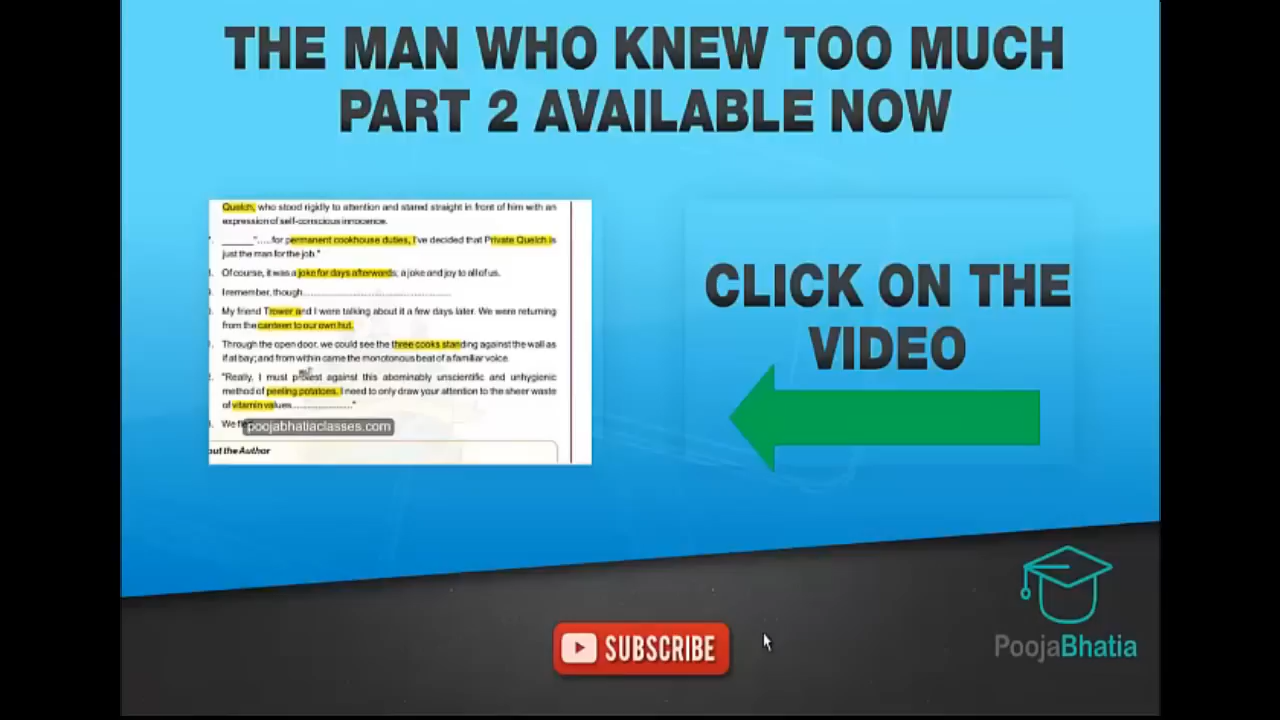 THE MAN WHO KNEW TOO MUCH
PART 2 AVAILABLE NOW
Quelch, who stood rigidly to attention and stared straight in front of him with an
expression of self-conscious innocence.
______".....for permanent cookhouse duties, I've decided that Private Quelch is
just the man for the job."
Of course, it was a joke for days afterwards; a joke and joy to all of us.
I remember, though..................................................
My friend Trower and I were talking about it a few days later. We were returning
from the canteen to our own hut.
Through the open door, we could see the three cooks standing against the wall as
if at bay; and from within came the monotonous beat of a familiar voice.
"Really, I must protest against this abominably unscientific and unhygienic
method of peeling potatoes. I need to only draw your attention to the sheer waste
of vitamin values....................."
We
poojabhatiaclasses.com
out the Author
CLICK ON THE
VIDEO
SUBSCRIBE
PoojaBhatia